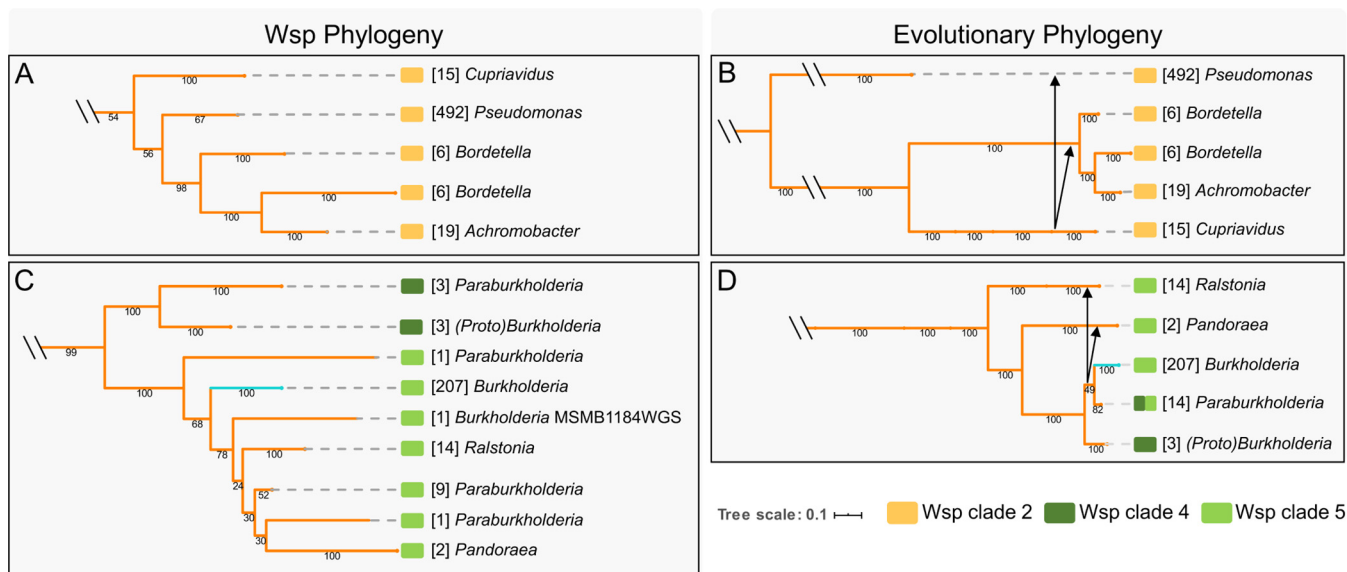 Wsp Phylogeny
Evolutionary Phylogeny
A
100
[15] Cupriavidus
54
67
[492] Pseudomonas
56
100
[6] Bordetella
98
100
[6] Bordetella
100
100
[19] Achromobacter
B
100
[492] Pseudomonas
100
[6] Bordetella
100
[6] Bordetella
100
100
100
[19] Achromobacter
100 100 100 100
[15] Cupriavidus
C
100
[3] Paraburkholderia
100
100
[3] (Proto)Burkholderia
99
[1] Paraburkholderia
100
100
[207] Burkholderia
68
[1] Burkholderia MSMB1184WGS
100
[14] Ralstonia
78
24
52
[9] Paraburkholderia
30
[1] Paraburkholderia
30
100
[2] Pandoraea
D
100 100
[14] Ralstonia
100 100 100
100
[2] Pandoraea
100
[207] Burkholderia
100
49
82
[14] Paraburkholderia
100
100
[3] (Proto)Burkholderia
Tree scale: 0.1
Wsp clade 2
Wsp clade 4
Wsp clade 5